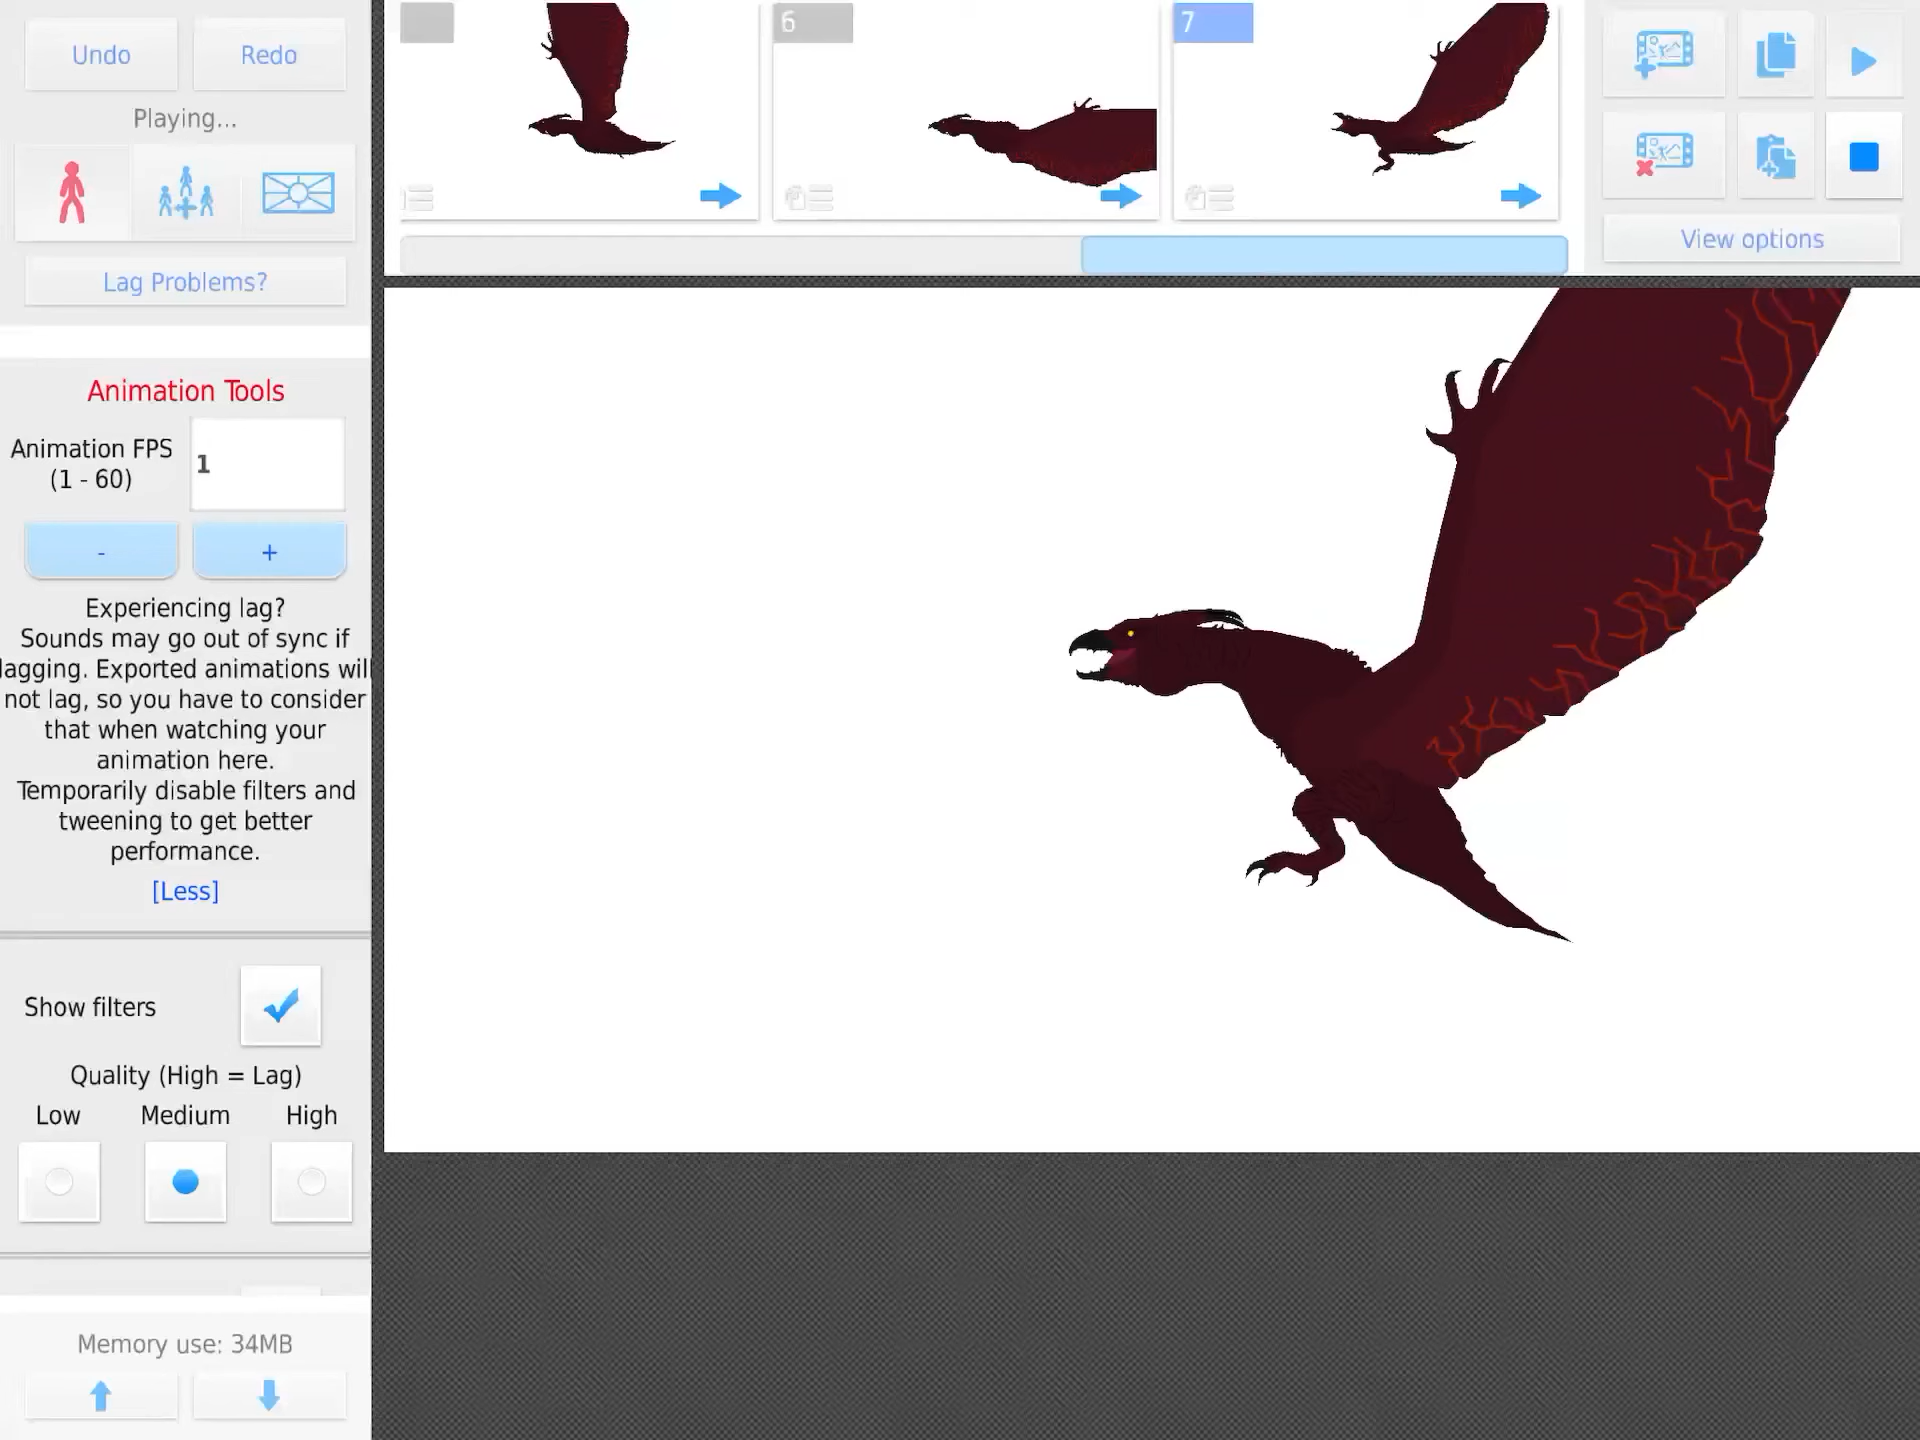 Undo
Redo
Playing...
Lag Problems?
6
7
View options
Animation Tools
Animation FPS
(1 - 60)
1
-
+
Experiencing lag?
Sounds may go out of sync if
lagging. Exported animations will
not lag, so you have to consider
that when watching your
animation here.
Temporarily disable filters and
tweening to get better
performance.
[Less]
Show filters
Quality (High = Lag)
Low
Medium
High
Memory use: 34MB